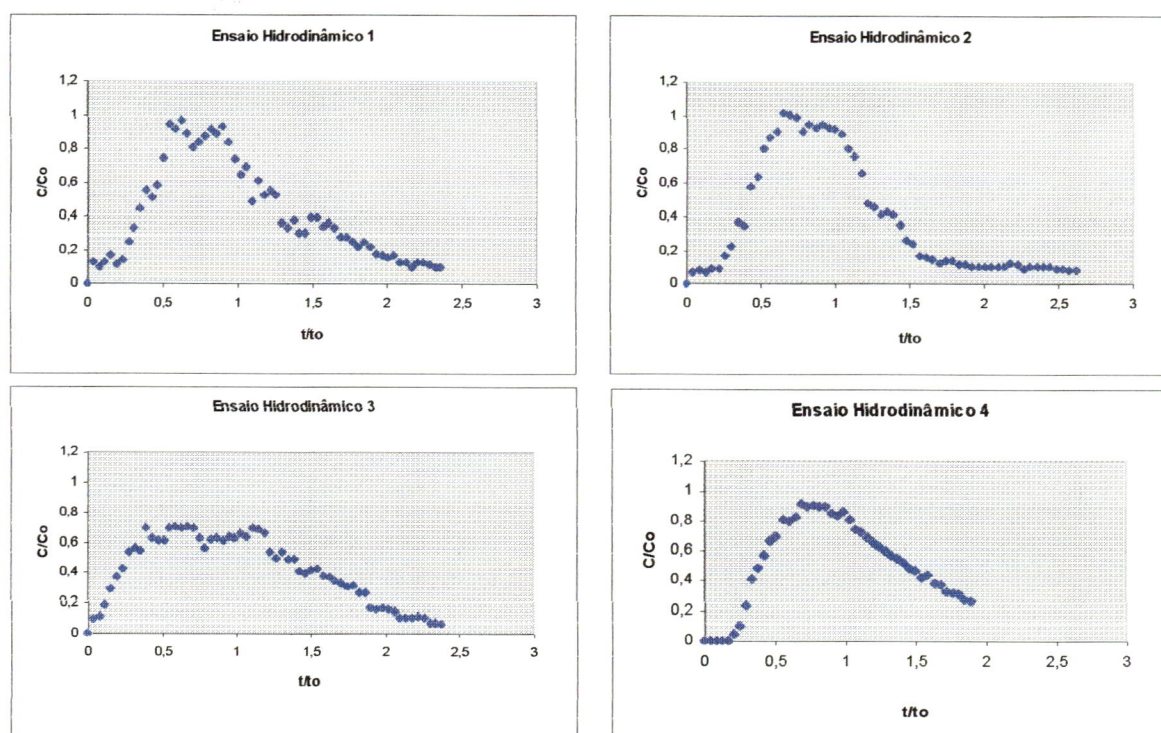 Ensaio Hidrodinâmico 1
1,2
1
0,8
0,6
0,4
0,2
0
C/Co
0 0,5 1 1,5 2 2,5 3
t/to
Ensaio Hidrodinâmico 2
1,2
1
0,8
0,6
0,4
0,2
0
C/Co
0 0,5 1 1,5 2 2,5 3
t/to
Ensaio Hidrodinâmico 3
1,2
1
0,8
0,6
0,4
0,2
0
C/Co
0 0,5 1 1,5 2 2,5 3
t/to
Ensaio Hidrodinâmico 4
1,2
1
0,8
0,6
0,4
0,2
0
C/Co
0 0,5 1 1,5 2 2,5 3
t/to